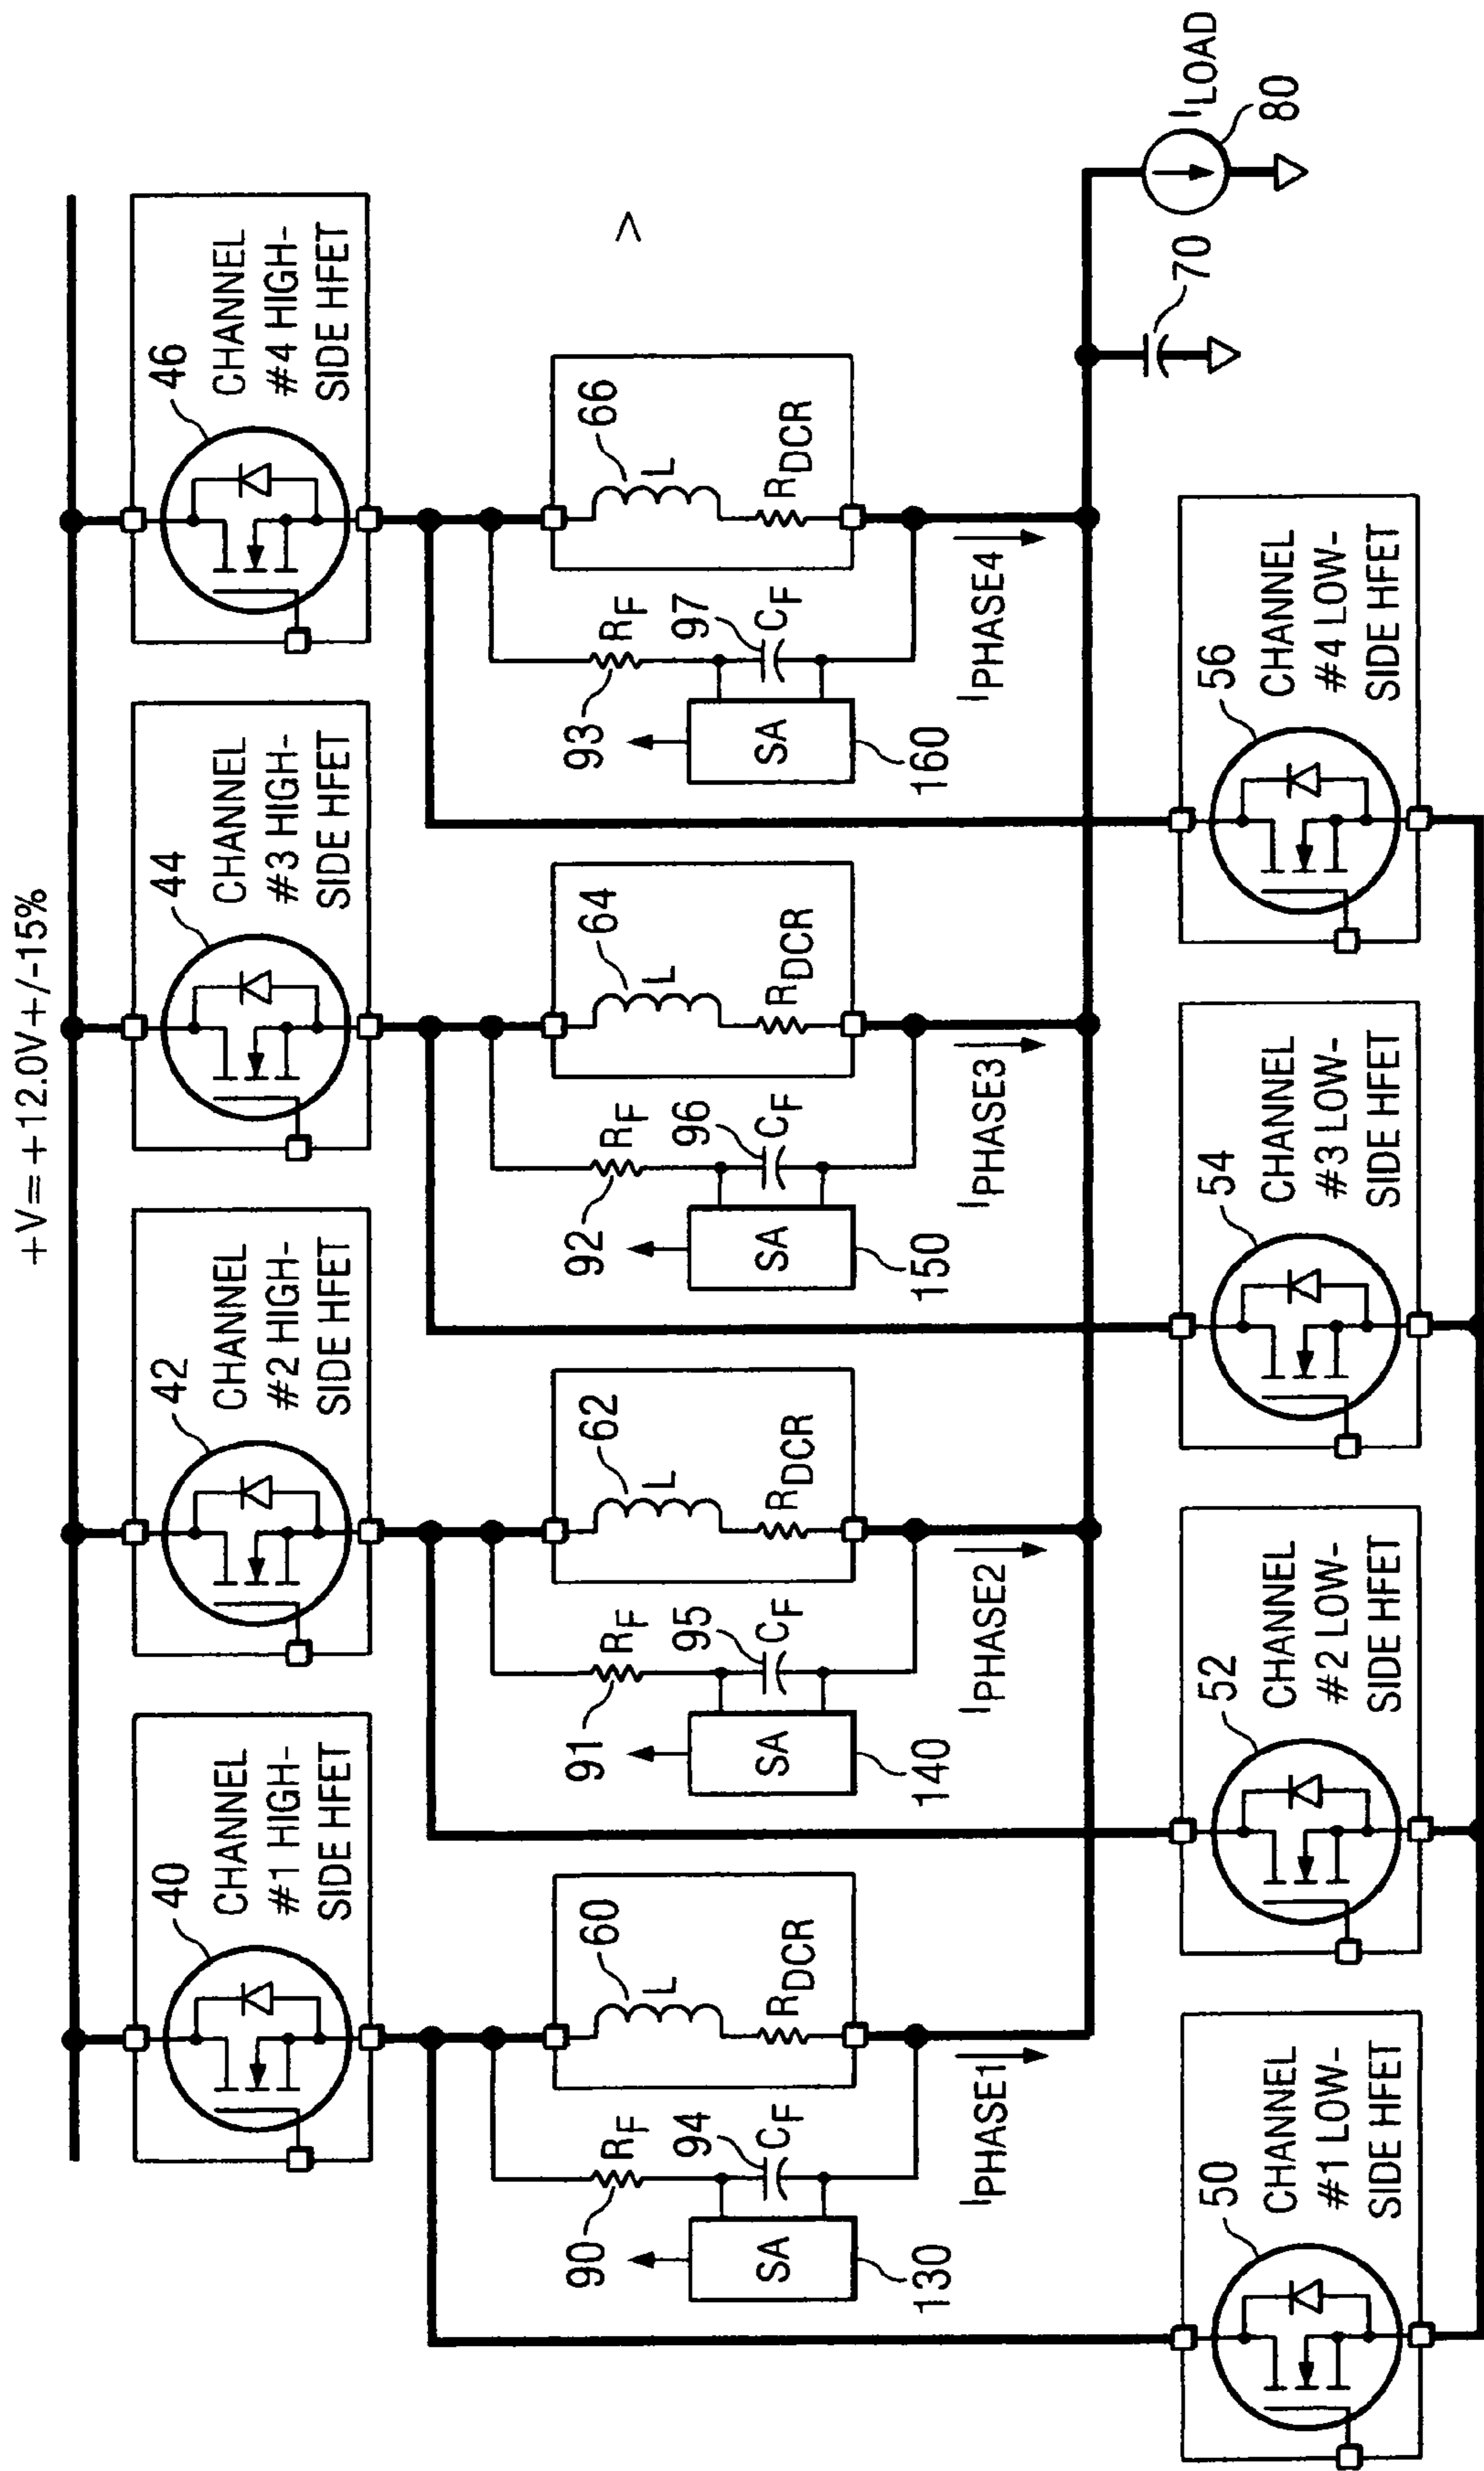 +V=+12.0V+/-15%
40
CHANNEL
#1 HIGH-
SIDE HFET
42
CHANNEL
#2 HIGH-
SIDE HFET
44
CHANNEL
#3 HIGH-
SIDE HFET
46
CHANNEL
#4 HIGH-
SIDE HFET
90
RF
94
CF
SA
130
60
L
RDCR
IPHASE1
91
RF
95
CF
SA
140
62
L
RDCR
IPHASE2
92
RF
96
CF
SA
150
64
L
RDCR
IPHASE3
93
RF
97
CF
SA
160
66
L
RDCR
IPHASE4
>
70
ILOAD
80
50
CHANNEL
#1 LOW-
SIDE HFET
52
CHANNEL
#2 LOW-
SIDE HFET
54
CHANNEL
#3 LOW-
SIDE HFET
56
CHANNEL
#4 LOW-
SIDE HFET